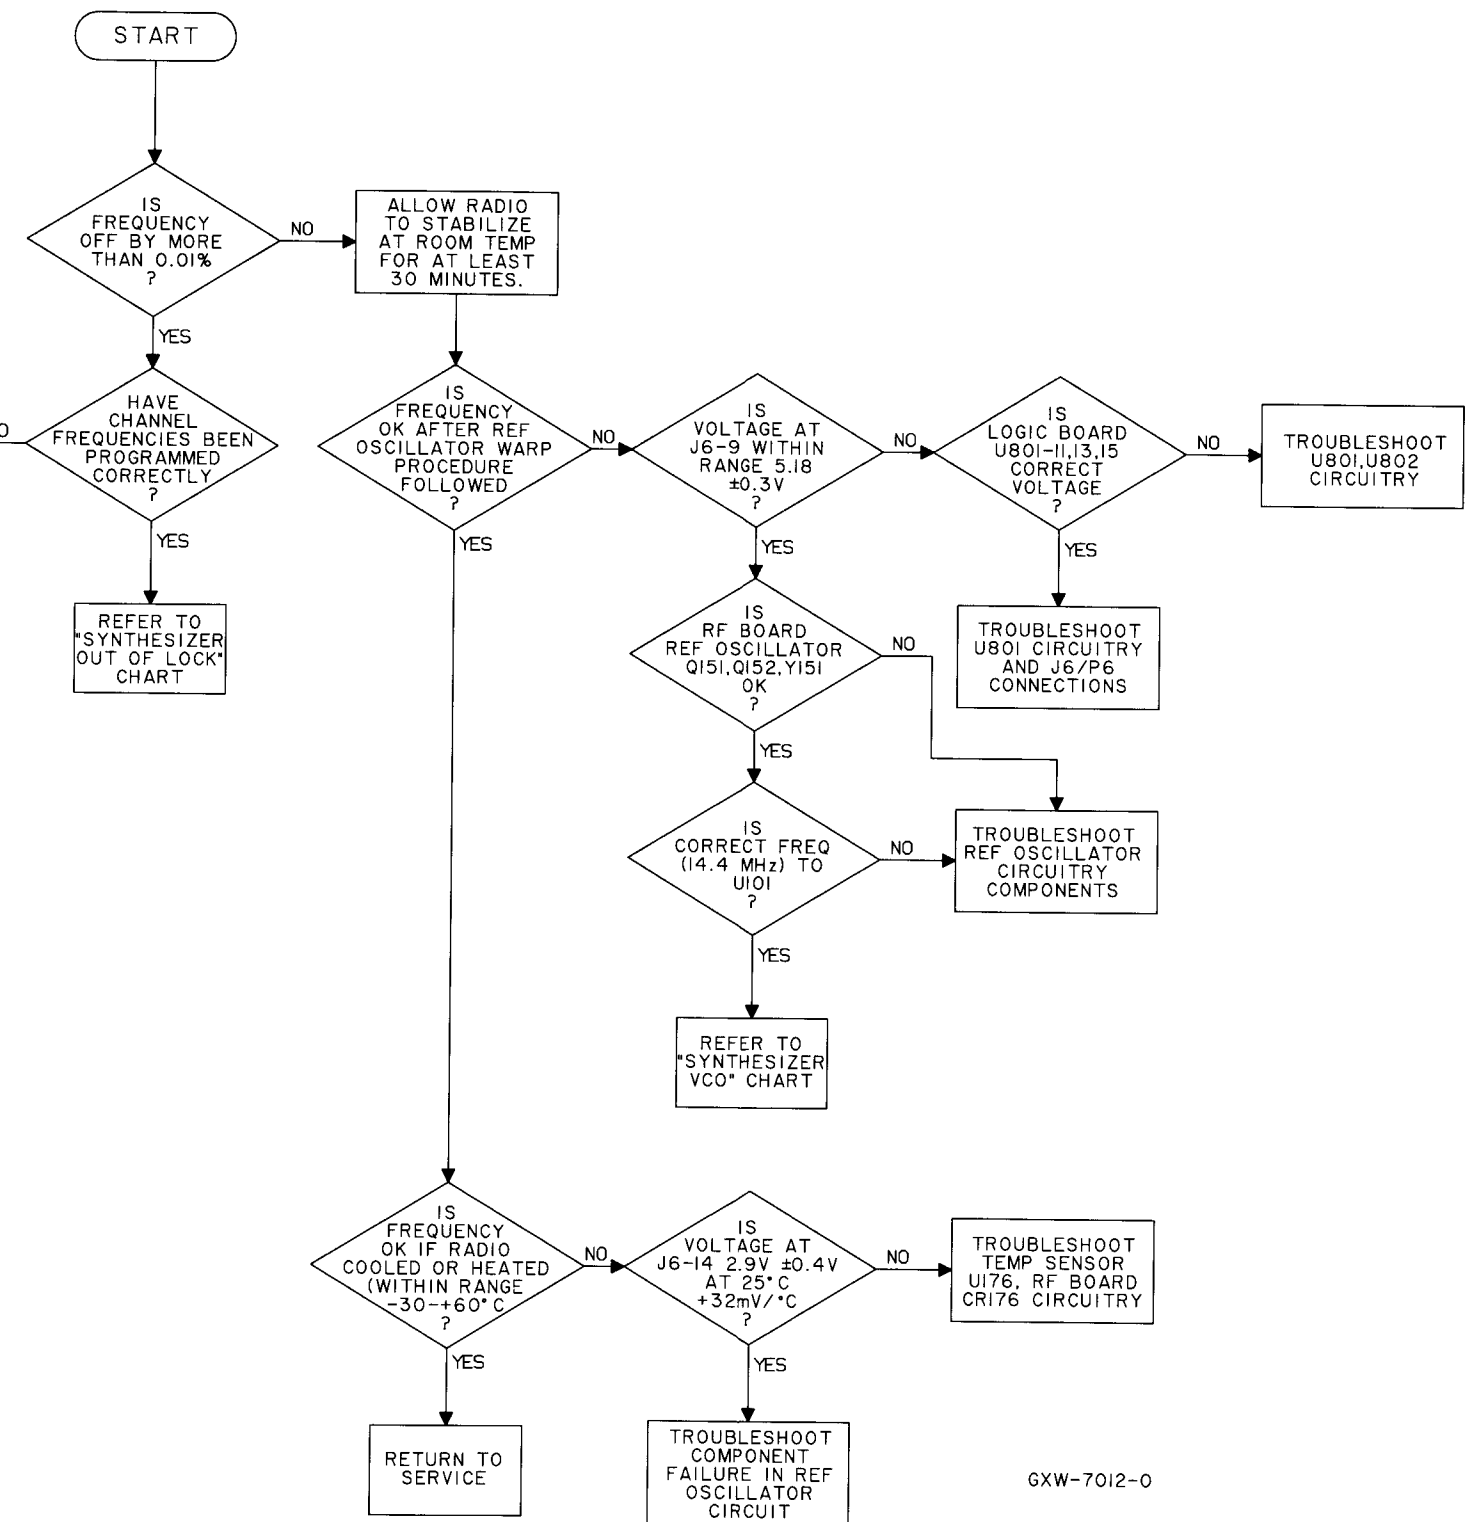 START
IS
FREQUENCY
OFF BY MORE
THAN 0.01%
?
NO
ALLOW RADIO
TO STABILIZE
AT ROOM TEMP
FOR AT LEAST
30 MINUTES.
YES
HAVE
CHANNEL
FREQUENCIES BEEN
PROGRAMMED
CORRECTLY
?
YES
REFER TO
"SYNTHESIZER
OUT OF LOCK"
CHART
IS
FREQUENCY
OK AFTER REF
OSCILLATOR WARP
PROCEDURE
FOLLOWED
?
NO
YES
IS
VOLTAGE AT
J6-9 WITHIN
RANGE 5.18
±0.3V
?
NO
YES
IS
LOGIC BOARD
U801-11,13,15
CORRECT
VOLTAGE
?
NO
YES
TROUBLESHOOT
U801,U802
CIRCUITRY
TROUBLESHOOT
U801 CIRCUITRY
AND J6/P6
CONNECTIONS
IS
RF BOARD
REF OSCILLATOR
Q151,Q152,Y151
OK
?
NO
YES
IS
CORRECT FREQ
(14.4 MHz) TO
U101
?
NO
YES
TROUBLESHOOT
REF OSCILLATOR
CIRCUITRY
COMPONENTS
REFER TO
"SYNTHESIZER
VCO" CHART
IS
FREQUENCY
OK IF RADIO
COOLED OR HEATED
(WITHIN RANGE
-30-+60°C
?
NO
YES
IS
VOLTAGE AT
J6-14 2.9V ±0.4V
AT 25°C
+32mV/°C
?
NO
YES
TROUBLESHOOT
TEMP SENSOR
U176, RF BOARD
CR176 CIRCUITRY
RETURN TO
SERVICE
TROUBLESHOOT
COMPONENT
FAILURE IN REF
OSCILLATOR
CIRCUIT
GXW-7012-0